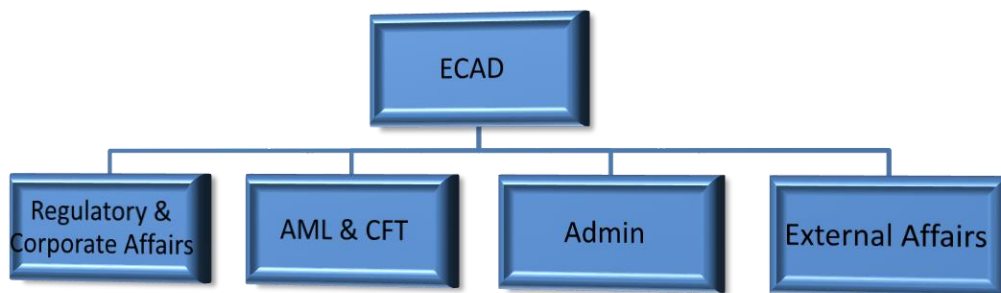 ECAD
Regulatory &
Corporate Affairs
AML & CFT
Admin
External Affairs